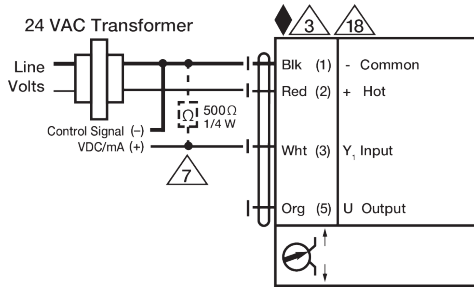 24 VAC Transformer
3
18
Line
Volts
Blk (1) - Common
Red (2) + Hot
Ω 500Ω
1/4 W
Control Signal (–)
VDC/mA (+)
Wht (3) Y₁ Input
7
Org (5) U Output